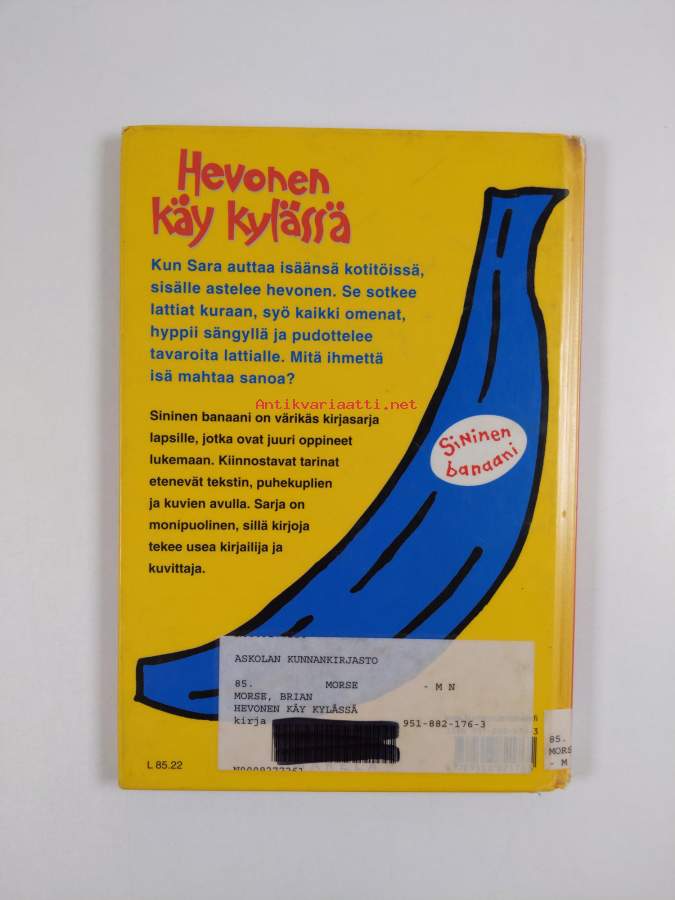 Hevonen
käy kylässä
Kun Sara auttaa isäänsä kotitöissä,
sisälle astelee hevonen. Se sotkee
lattiat kuraan, syö kaikki omenat,
hyppii sängyllä ja pudottelee
tavaroita lattialle. Mitä ihmettä
isä mahtaa sanoa?
Antikvariaatti.net
Sininen banaani on värikäs kirjasarja
lapsille, jotka ovat juuri oppineet
lukemaan. Kiinnostavat tarinat
etenevät tekstin, puhekuplien
ja kuvien avulla. Sarja on
monipuolinen, sillä kirjoja
tekee usea kirjailija ja
kuvittaja.
Sininen
banaani
ASKOLAN KUNNANKIRJASTO
85. MORSE - M N
MORSE, BRIAN
HEVONEN KÄY KYLÄSSÄ
kirja 951-882-176-3
L 85.22
85.
MORS
- M